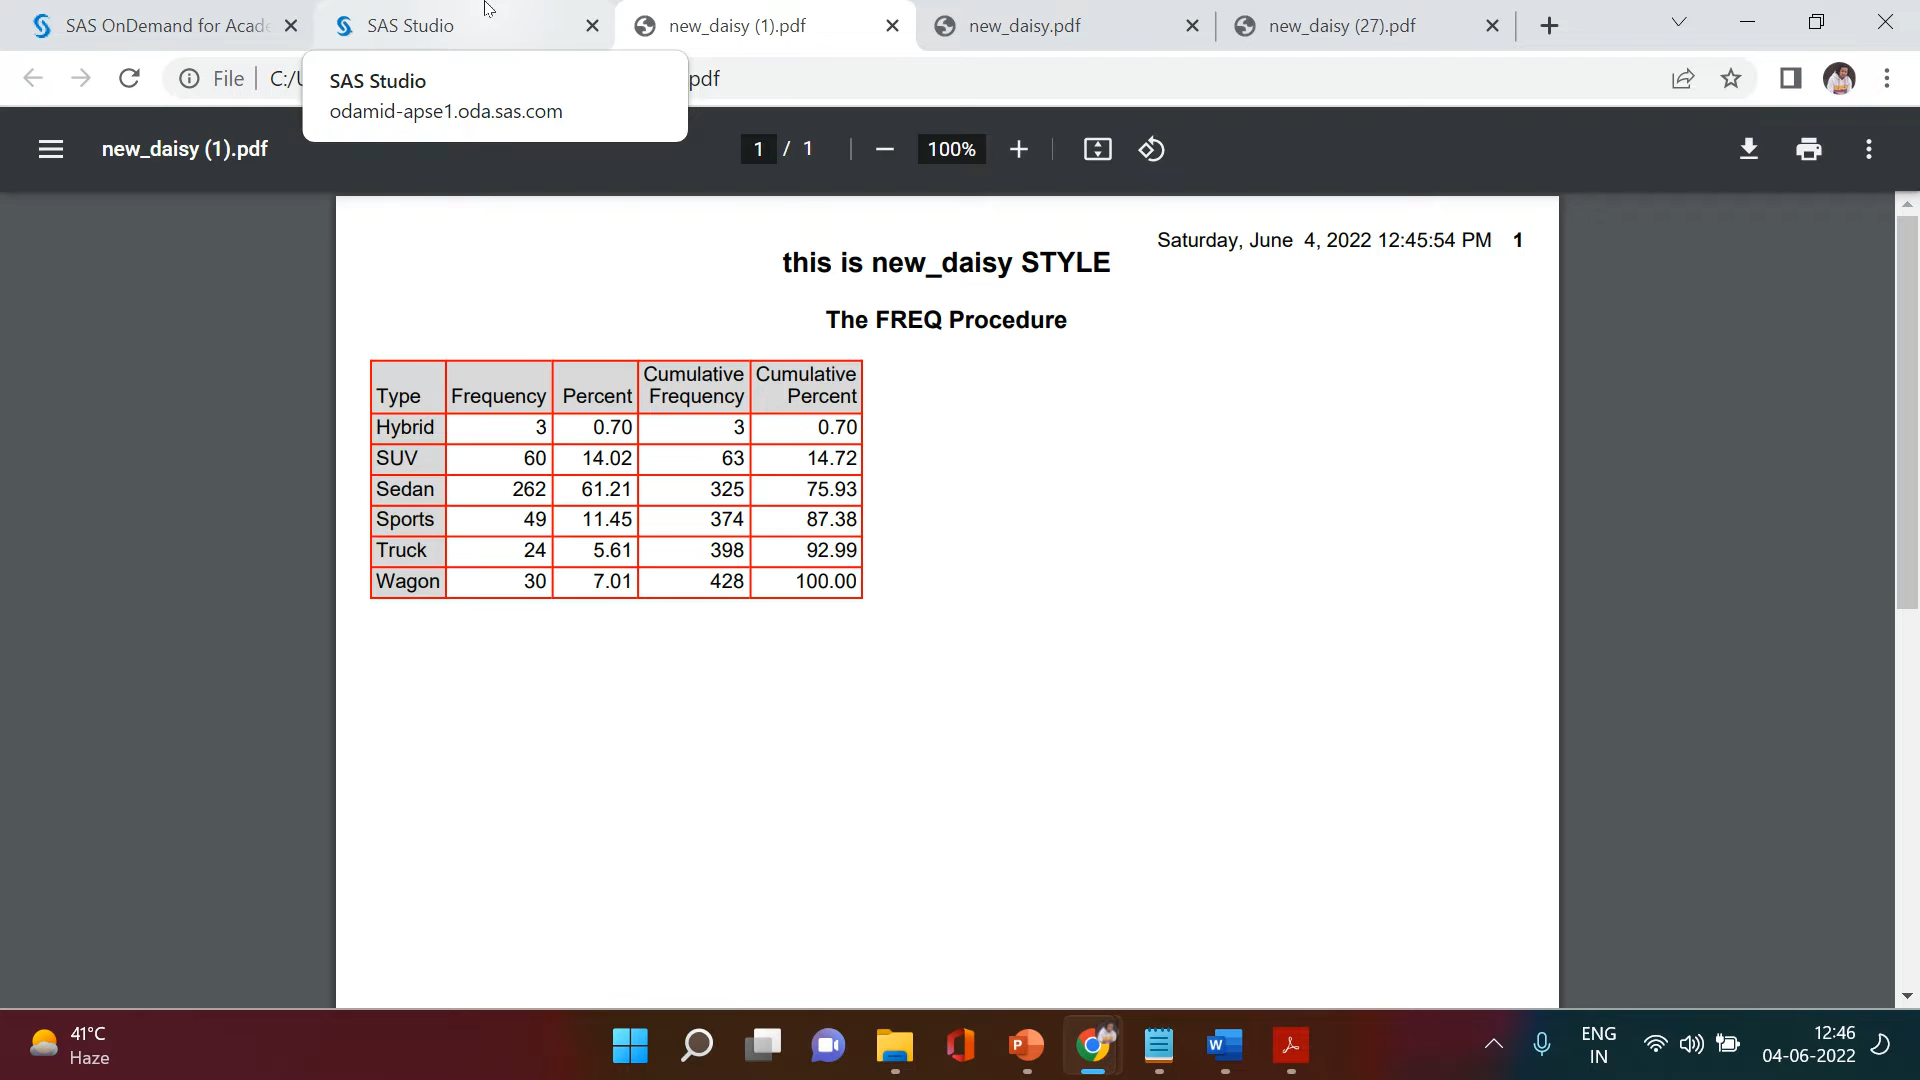 SAS OnDemand for Acade
SAS Studio
new_daisy (1).pdf
new_daisy.pdf
new_daisy (27).pdf
File
C:/U
pdf
SAS Studio
odamid-apse1.oda.sas.com
new_daisy (1).pdf
1 / 1
100%
Saturday, June 4, 2022 12:45:54 PM 1
this is new_daisy STYLE
The FREQ Procedure
Type Frequency Percent Cumulative Frequency Cumulative Percent
Hybrid 3 0.70 3 0.70
SUV 60 14.02 63 14.72
Sedan 262 61.21 325 75.93
Sports 49 11.45 374 87.38
Truck 24 5.61 398 92.99
Wagon 30 7.01 428 100.00
41°C
Haze
ENG
IN
12:46
04-06-2022